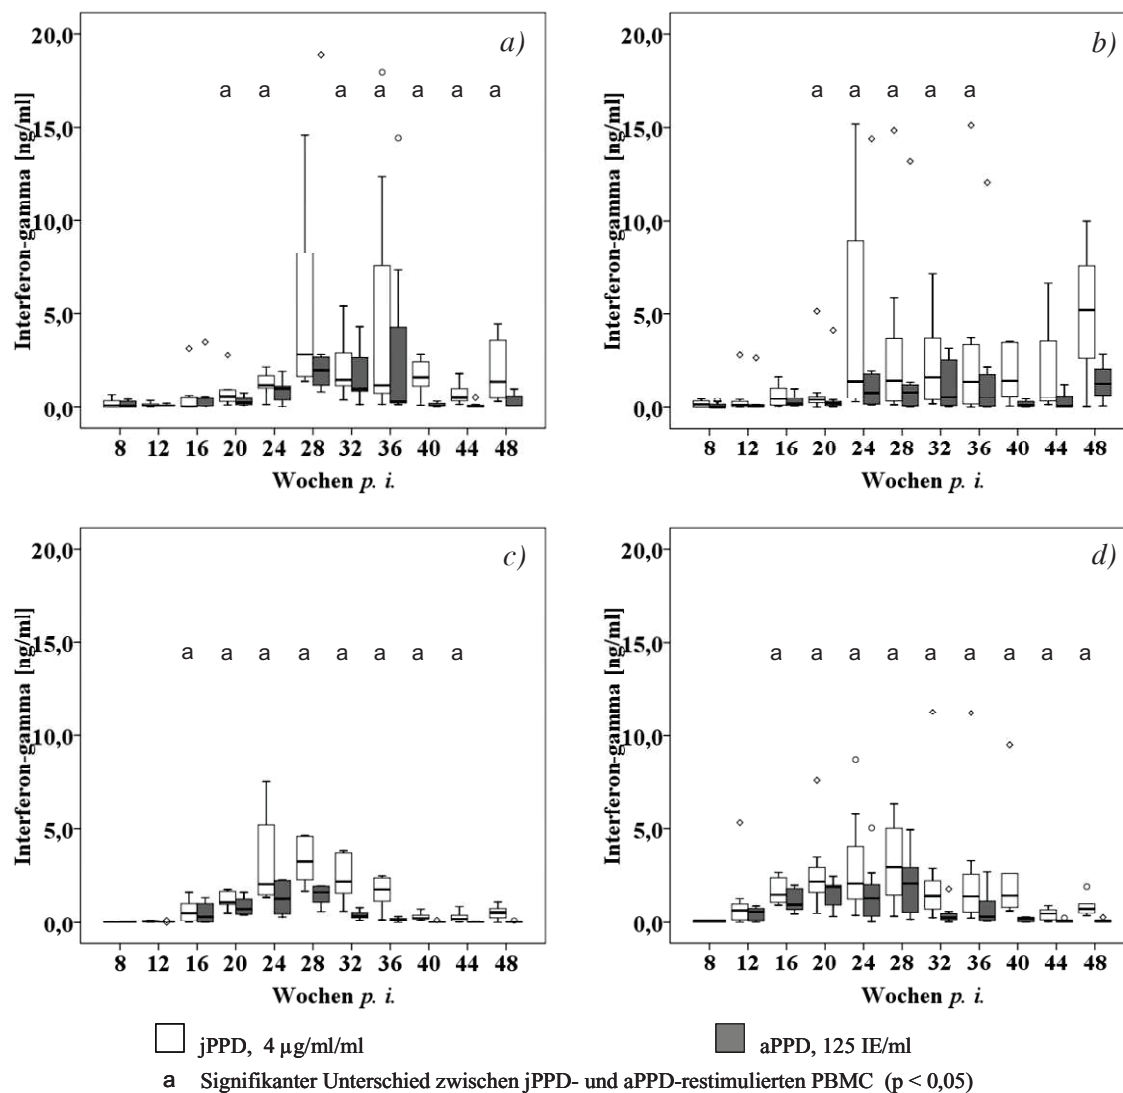 a)
20,0
a a a a a a a
15,0
10,0
5,0
0,0
Interferon-gamma [ng/ml]
8 12 16 20 24 28 32 36 40 44 48
Wochen p. i.
b)
20,0
a a a a a
15,0
10,0
5,0
0,0
Interferon-gamma [ng/ml]
8 12 16 20 24 28 32 36 40 44 48
Wochen p. i.
c)
20,0
15,0
a a a a a a a a
10,0
5,0
0,0
Interferon-gamma [ng/ml]
8 12 16 20 24 28 32 36 40 44 48
Wochen p. i.
d)
20,0
15,0
a a a a a a a a a
10,0
5,0
0,0
Interferon-gamma [ng/ml]
8 12 16 20 24 28 32 36 40 44 48
Wochen p. i.
jPPD, 4 µg/ml/ml
aPPD, 125 IE/ml
a Signifikanter Unterschied zwischen jPPD- und aPPD-restimulierten PBMC (p < 0,05)